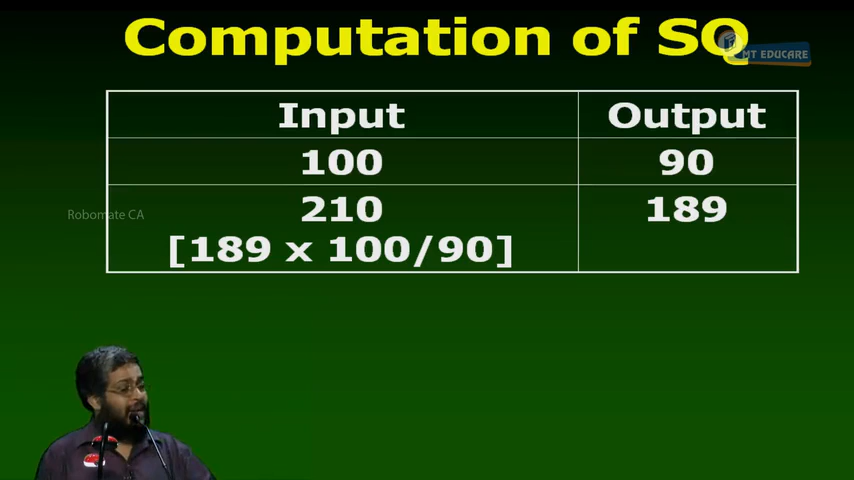 Computation of SQ
MT EDUCARE
Input Output
100 90
210 189
[189 x 100/90]
Robomate CA